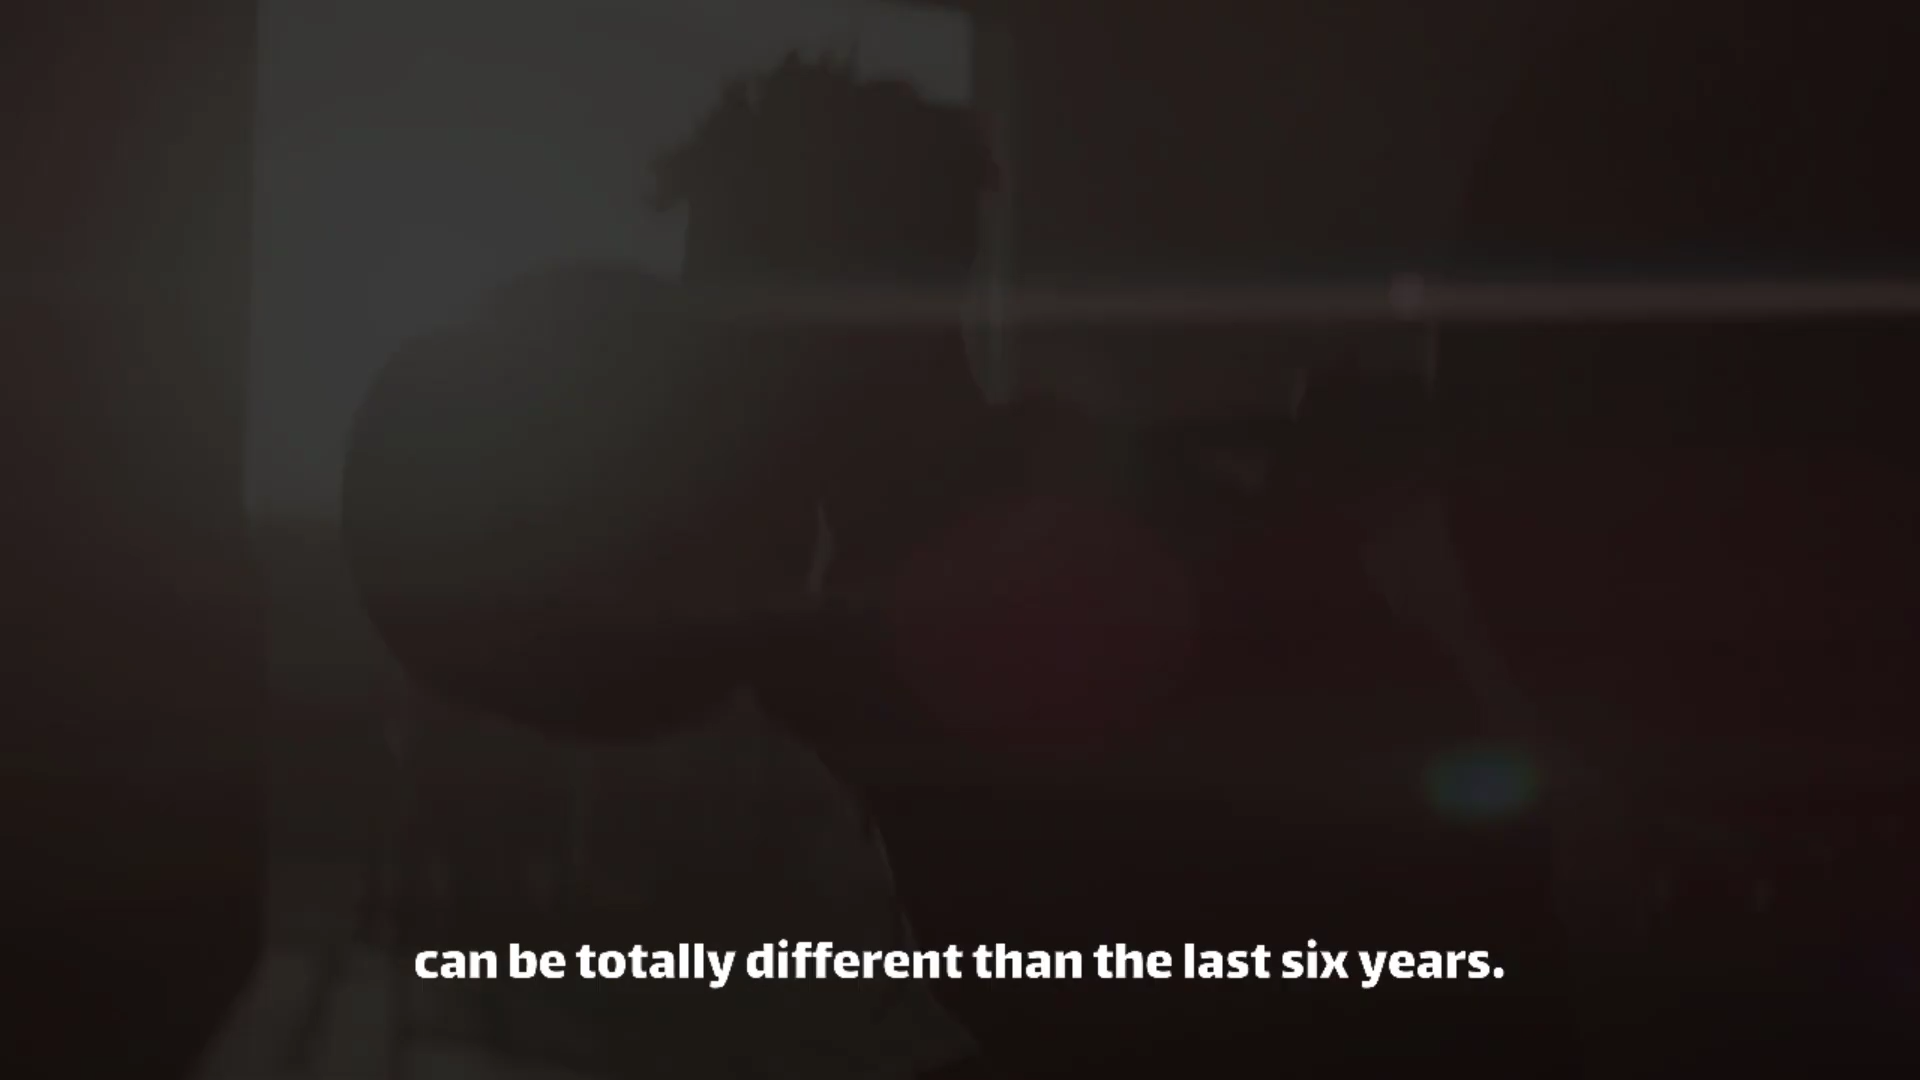 can be totally different than the last six years.